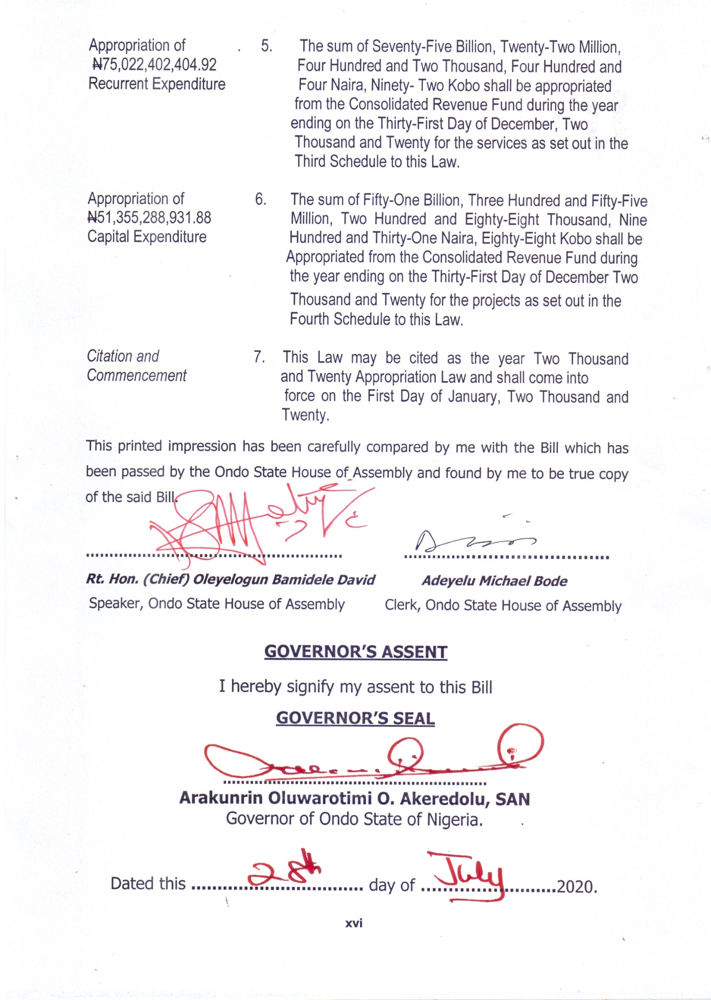 Appropriation of . 5. The sum of Seventy-Five Billion, Twenty-Two Million,
₦75,022,402,404.92 Four Hundred and Two Thousand, Four Hundred and
Recurrent Expenditure Four Naira, Ninety- Two Kobo shall be appropriated
from the Consolidated Revenue Fund during the year
ending on the Thirty-First Day of December, Two
Thousand and Twenty for the services as set out in the
Third Schedule to this Law.
Appropriation of 6. The sum of Fifty-One Billion, Three Hundred and Fifty-Five
₦51,355,288,931.88 Million, Two Hundred and Eighty-Eight Thousand, Nine
Capital Expenditure Hundred and Thirty-One Naira, Eighty-Eight Kobo shall be
Appropriated from the Consolidated Revenue Fund during
the year ending on the Thirty-First Day of December Two
Thousand and Twenty for the projects as set out in the
Fourth Schedule to this Law.
Citation and 7. This Law may be cited as the year Two Thousand
Commencement and Twenty Appropriation Law and shall come into
force on the First Day of January, Two Thousand and
Twenty.
This printed impression has been carefully compared by me with the Bill which has
been passed by the Ondo State House of Assembly and found by me to be true copy
of the said Bill.
Rt. Hon. (Chief) Oleyelogun Bamidele David Adeyelu Michael Bode
Speaker, Ondo State House of Assembly Clerk, Ondo State House of Assembly
GOVERNOR'S ASSENT
I hereby signify my assent to this Bill
GOVERNOR'S SEAL
Arakunrin Oluwarotimi O. Akeredolu, SAN
Governor of Ondo State of Nigeria.
Dated this 28th day of July 2020.
xvi